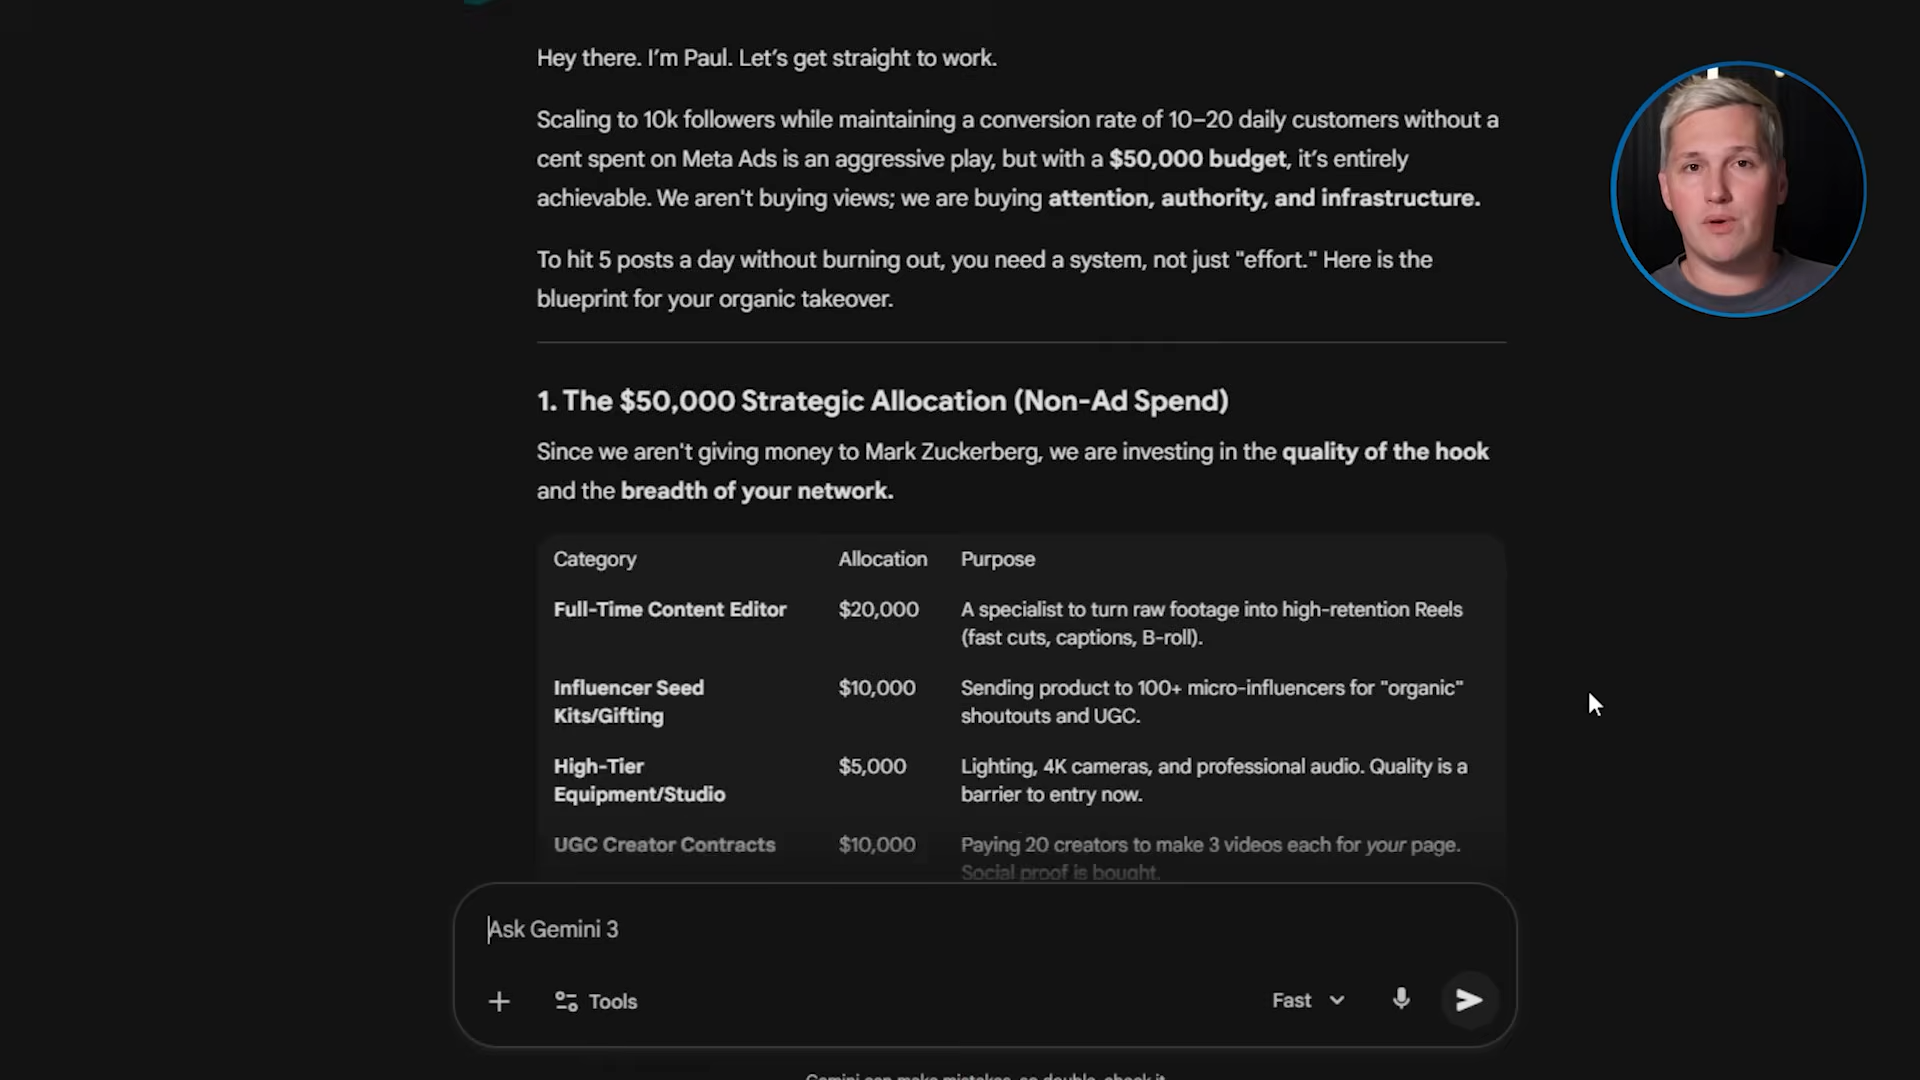 Hey there. I’m Paul. Let’s get straight to work.
Scaling to 10k followers while maintaining a conversion rate of 10–20 daily customers without a
cent spent on Meta Ads is an aggressive play, but with a $50,000 budget, it’s entirely
achievable. We aren't buying views; we are buying attention, authority, and infrastructure.
To hit 5 posts a day without burning out, you need a system, not just "effort." Here is the
blueprint for your organic takeover.
1. The $50,000 Strategic Allocation (Non-Ad Spend)
Since we aren't giving money to Mark Zuckerberg, we are investing in the quality of the hook
and the breadth of your network.
Category Allocation Purpose
Full-Time Content Editor $20,000 A specialist to turn raw footage into high-retention Reels
(fast cuts, captions, B-roll).
Influencer Seed $10,000 Sending product to 100+ micro-influencers for "organic"
Kits/Gifting shoutouts and UGC.
High-Tier $5,000 Lighting, 4K cameras, and professional audio. Quality is a
Equipment/Studio barrier to entry now.
UGC Creator Contracts $10,000 Paying 20 creators to make 3 videos each for your page.
Social proof is bought.
Ask Gemini 3
Tools Fast
Gemini can make mistakes, so double-check it